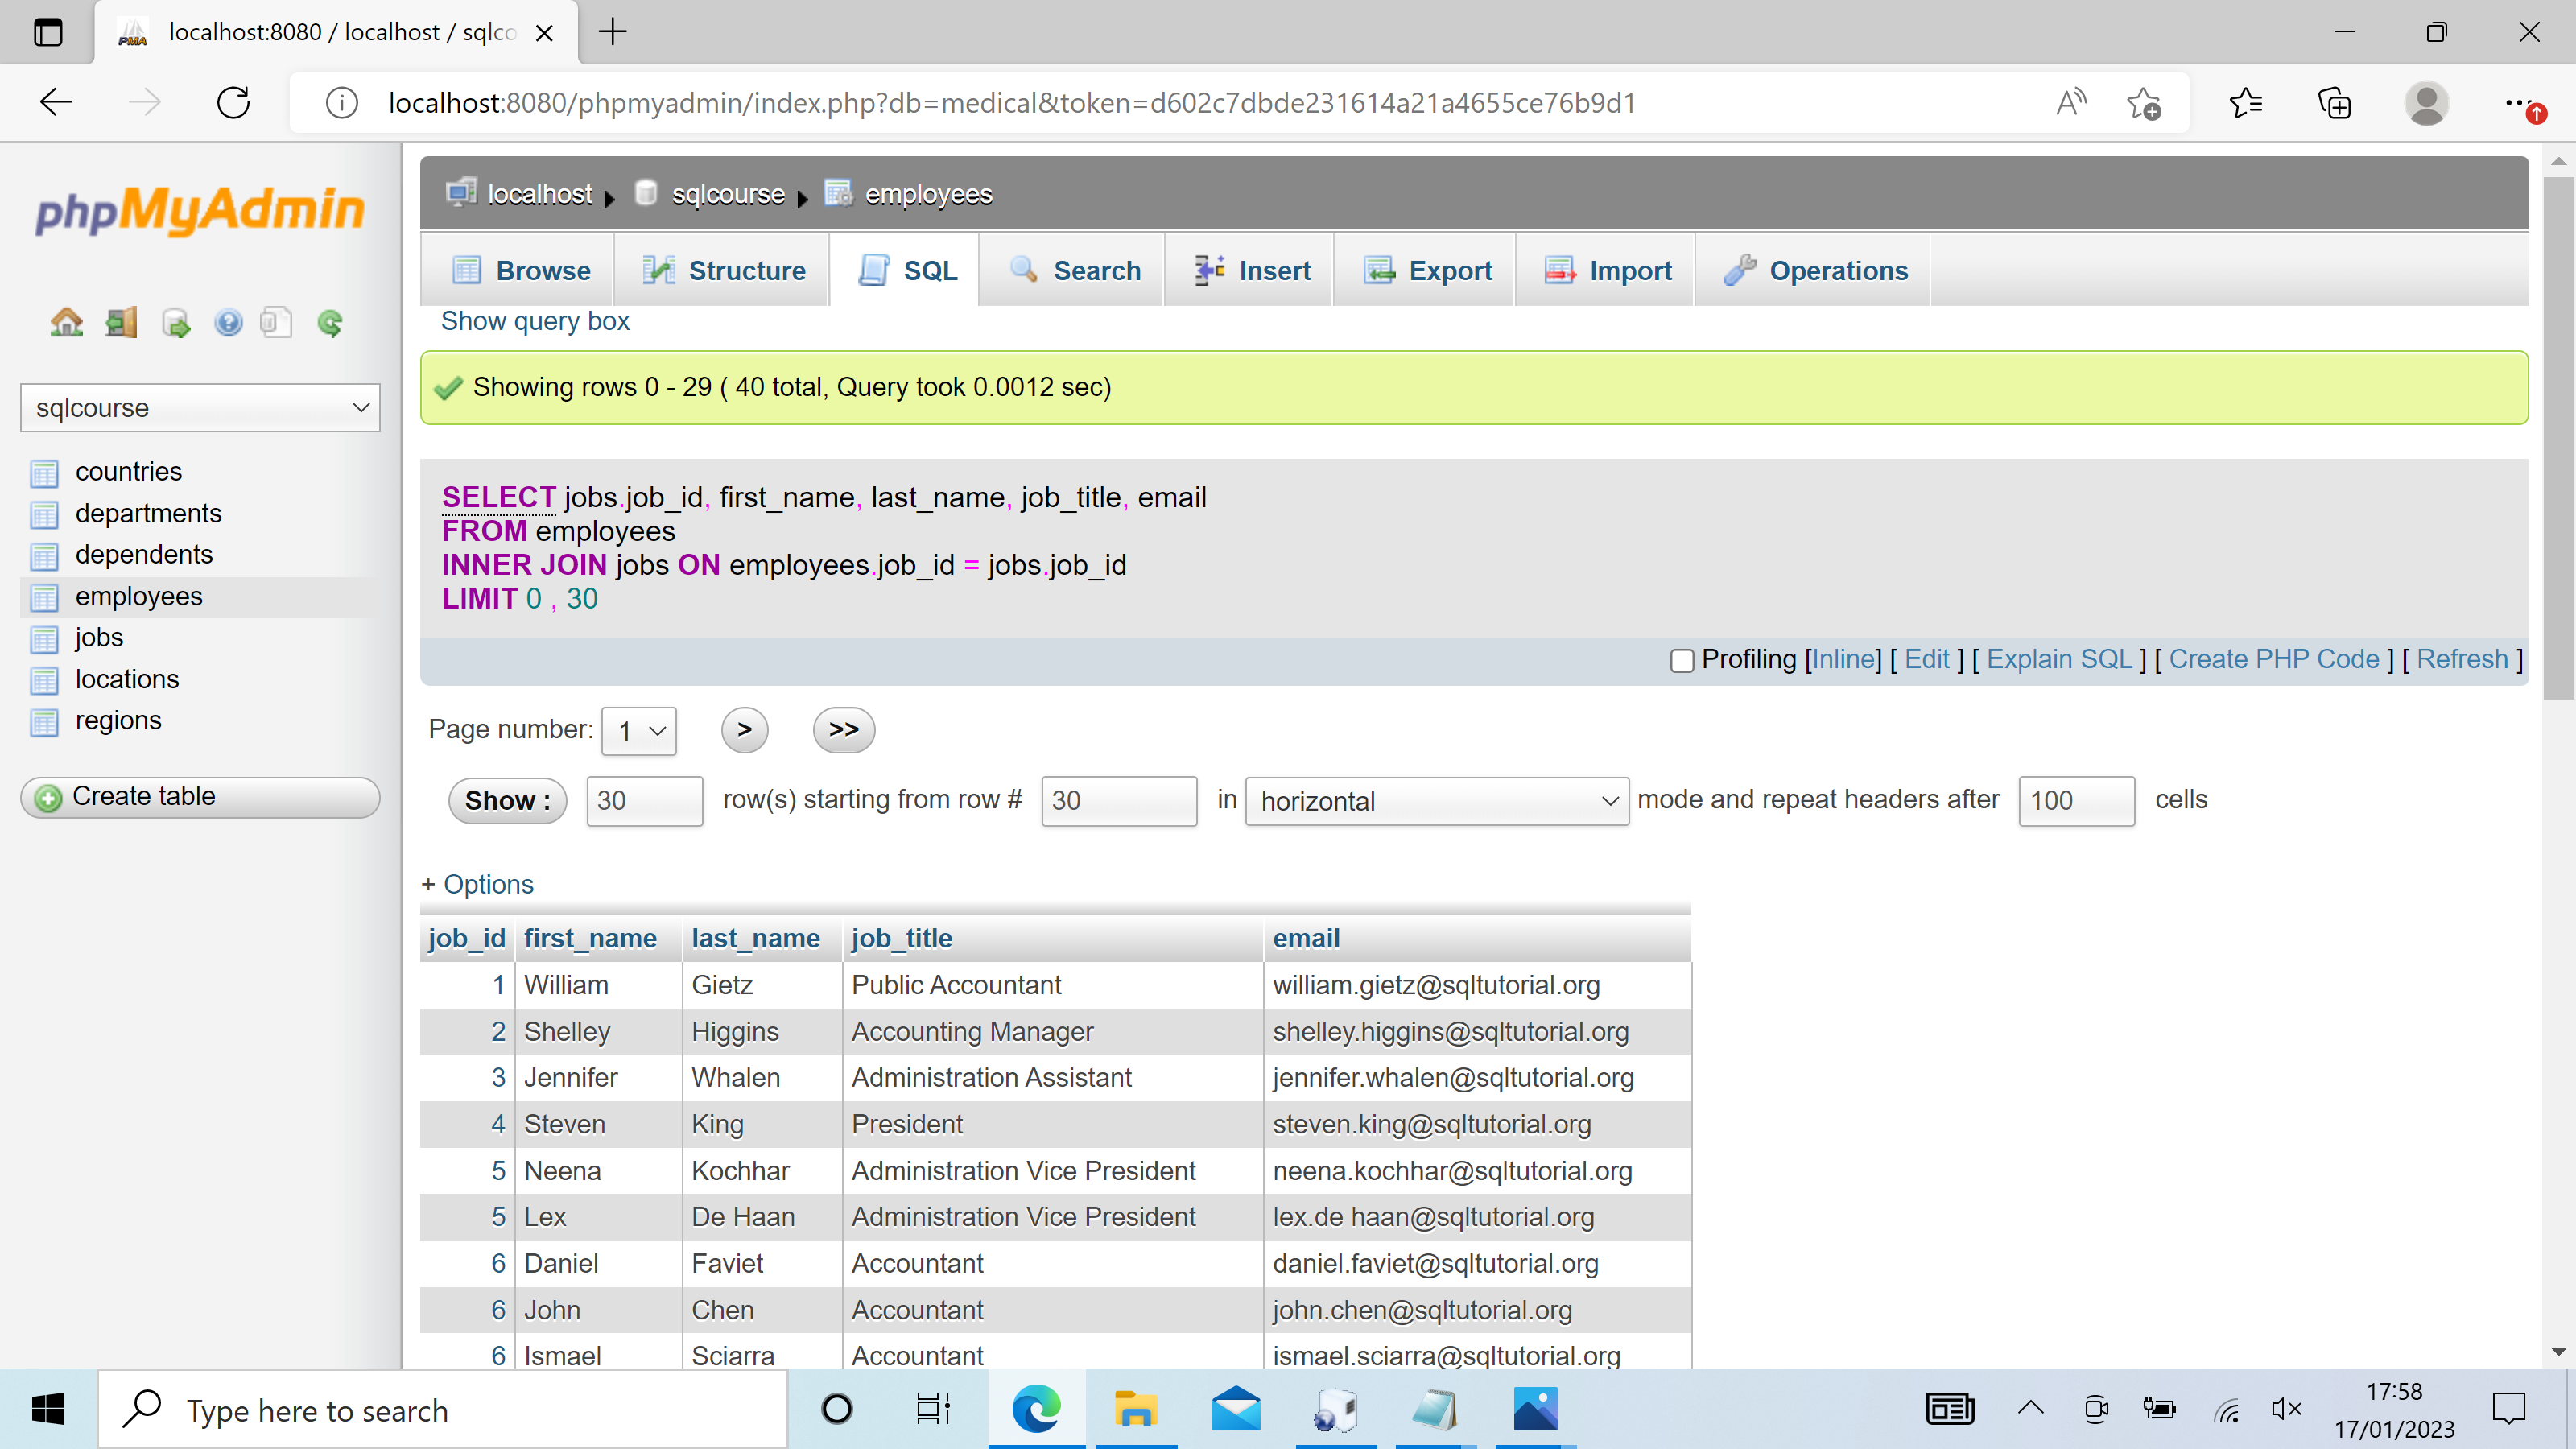 localhost:8080 / localhost / sqlco
localhost:8080/phpmyadmin/index.php?db=medical&token=d602c7dbde231614a21a4655ce76b9d1
phpMyAdmin
sqlcourse
countries
departments
dependents
employees
jobs
locations
regions
Create table
localhost sqlcourse employees
Browse Structure SQL Search Insert Export Import Operations
Show query box
Showing rows 0 - 29 ( 40 total, Query took 0.0012 sec)
SELECT jobs.job_id, first_name, last_name, job_title, email
FROM employees
INNER JOIN jobs ON employees.job_id = jobs.job_id
LIMIT 0 , 30
Profiling [Inline] [ Edit ] [ Explain SQL ] [ Create PHP Code ] [ Refresh ]
Page number: 1 > >>
Show : 30 row(s) starting from row # 30 in horizontal mode and repeat headers after 100 cells
+ Options
job_id first_name last_name job_title email
1 William Gietz Public Accountant william.gietz@sqltutorial.org
2 Shelley Higgins Accounting Manager shelley.higgins@sqltutorial.org
3 Jennifer Whalen Administration Assistant jennifer.whalen@sqltutorial.org
4 Steven King President steven.king@sqltutorial.org
5 Neena Kochhar Administration Vice President neena.kochhar@sqltutorial.org
5 Lex De Haan Administration Vice President lex.de haan@sqltutorial.org
6 Daniel Faviet Accountant daniel.faviet@sqltutorial.org
6 John Chen Accountant john.chen@sqltutorial.org
6 Ismael Sciarra Accountant ismael.sciarra@sqltutorial.org
Type here to search
17:58
17/01/2023